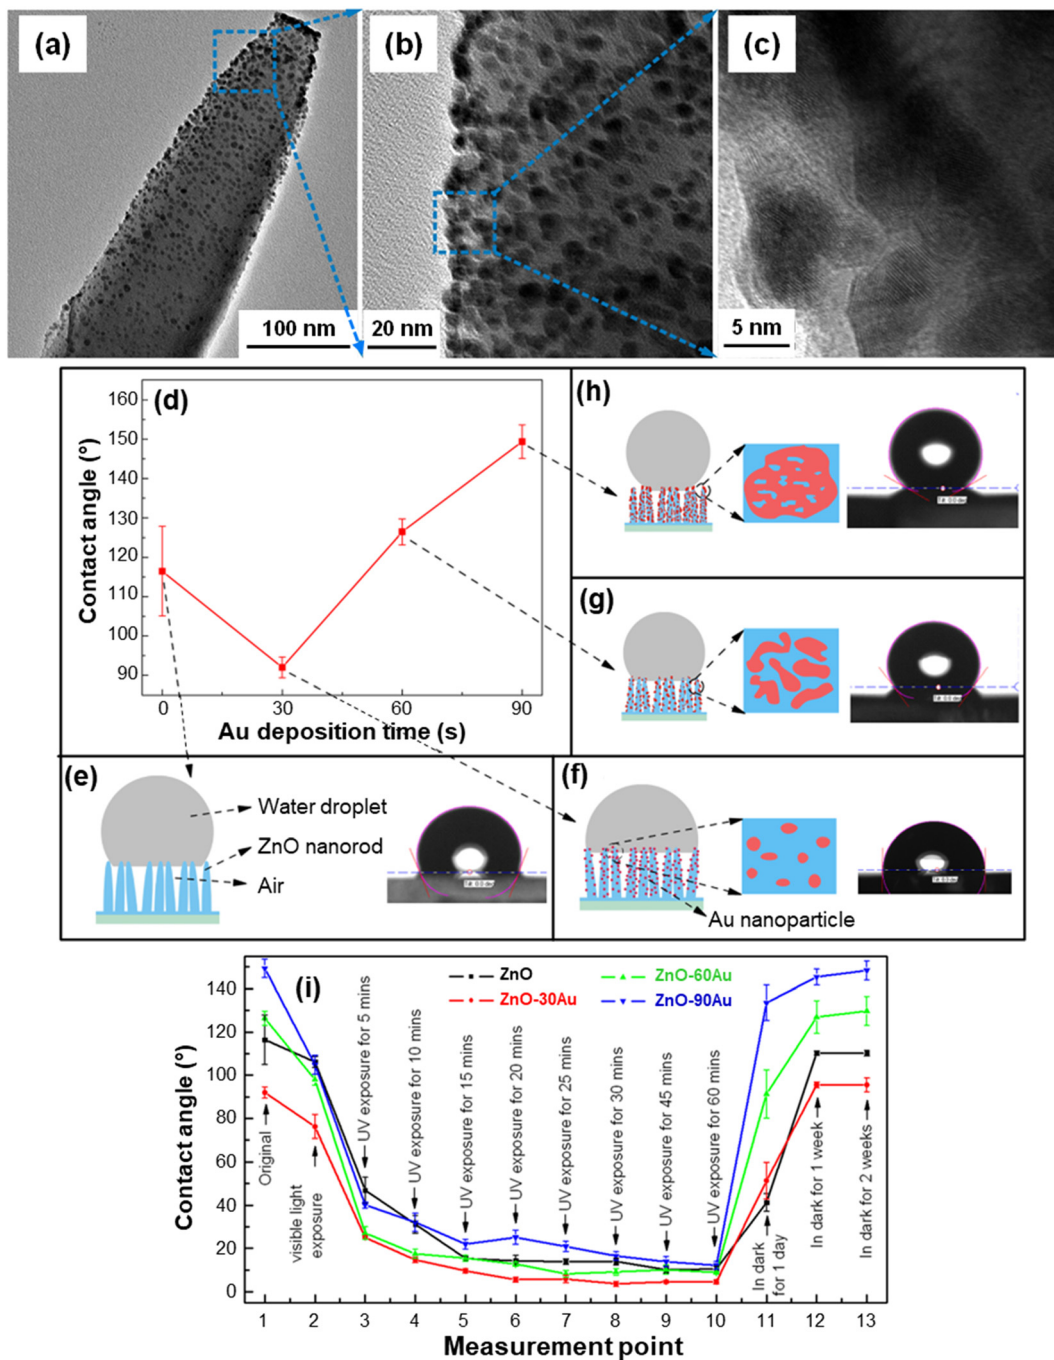 (a)
(b)
(c)
100 nm
20 nm
5 nm
(d)
160
150
140
130
120
110
100
90
Contact angle (°)
0
30
60
90
Au deposition time (s)
(h)
(g)
(e)
Water droplet
ZnO nanorod
Air
(f)
Au nanoparticle
(i)
ZnO
ZnO-30Au
ZnO-60Au
ZnO-90Au
140
120
100
80
60
40
20
0
Contact angle (°)
Original
visible light
exposure
UV exposure for 5 mins
UV exposure for 10 mins
UV exposure for 15 mins
UV exposure for 20 mins
UV exposure for 25 mins
UV exposure for 30 mins
UV exposure for 45 mins
UV exposure for 60 mins
In dark
for 1 day
In dark for 1 week
In dark for 2 weeks
1
2
3
4
5
6
7
8
9
10
11
12
13
Measurement point